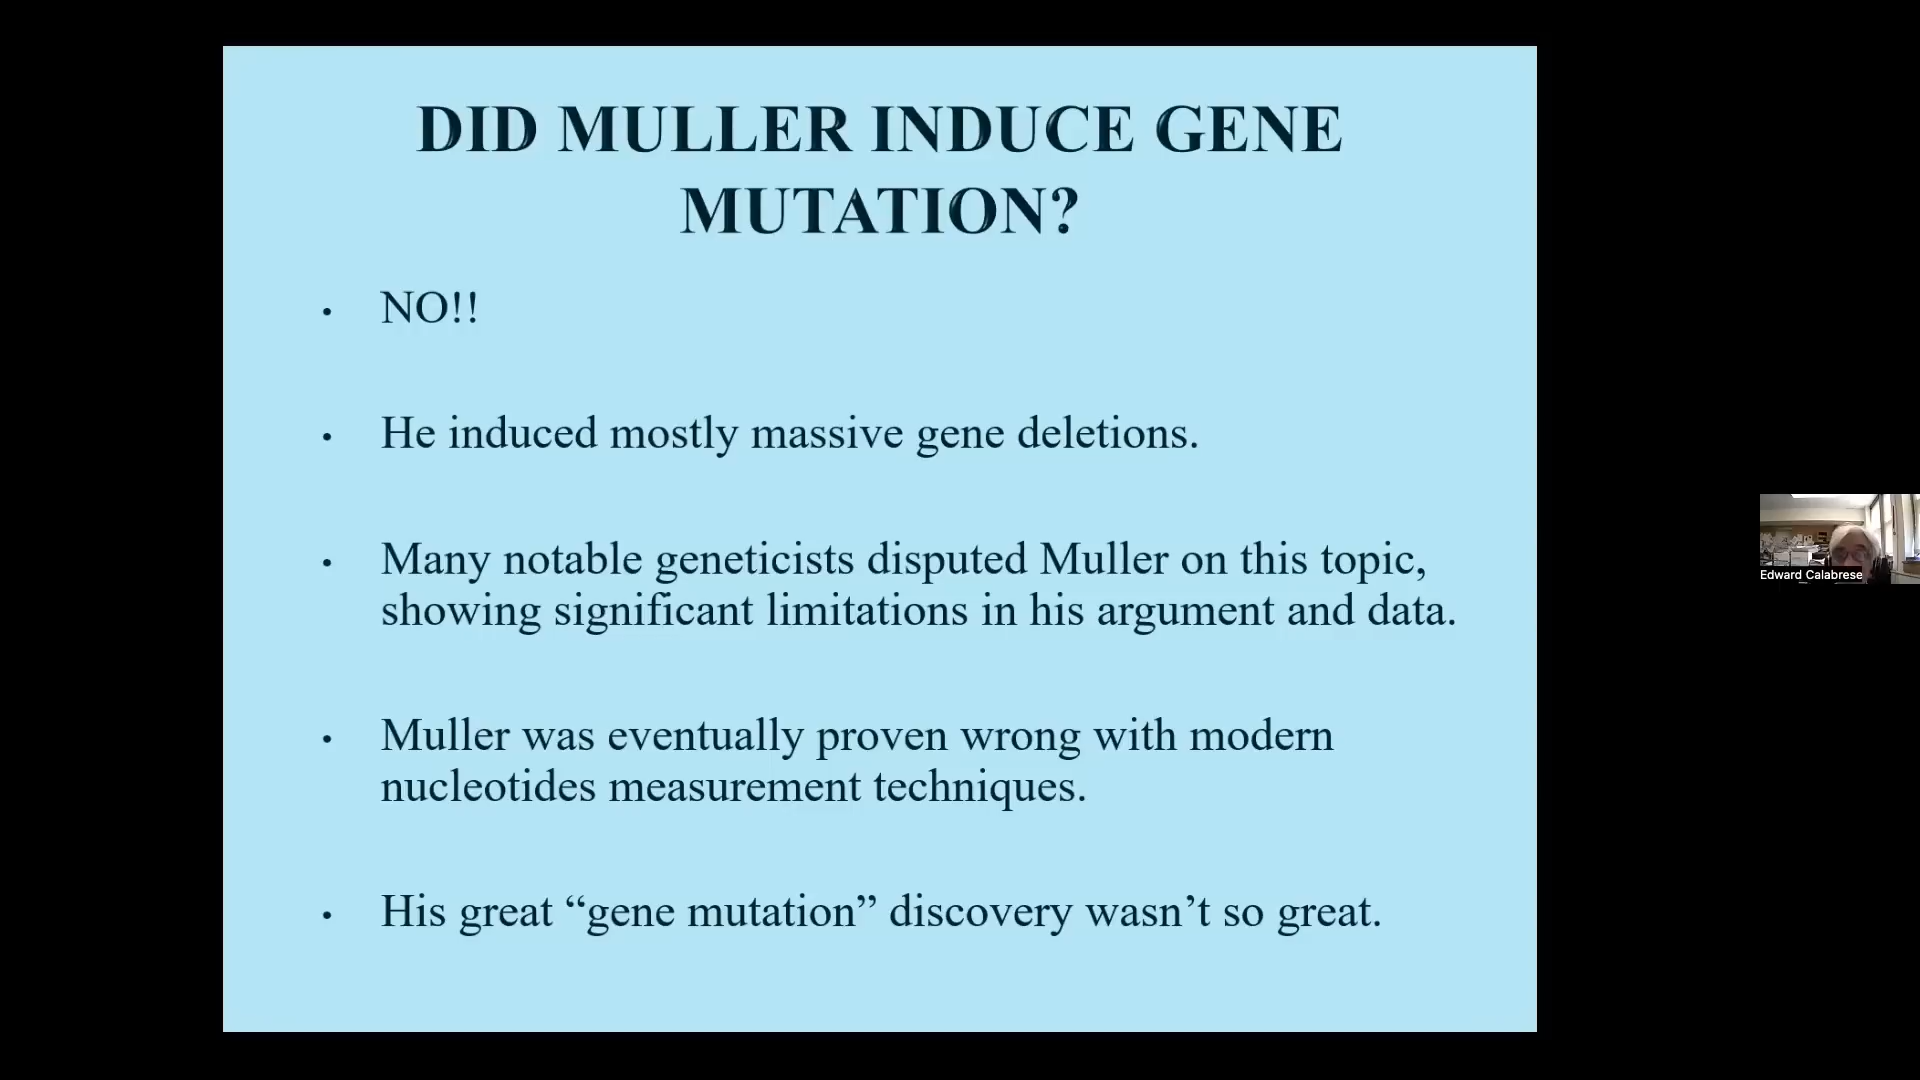 DID MULLER INDUCE GENE
MUTATION?
• NO!!
• He induced mostly massive gene deletions.
• Many notable geneticists disputed Muller on this topic,
showing significant limitations in his argument and data.
• Muller was eventually proven wrong with modern
nucleotides measurement techniques.
• His great “gene mutation” discovery wasn’t so great.
Edward Calabrese